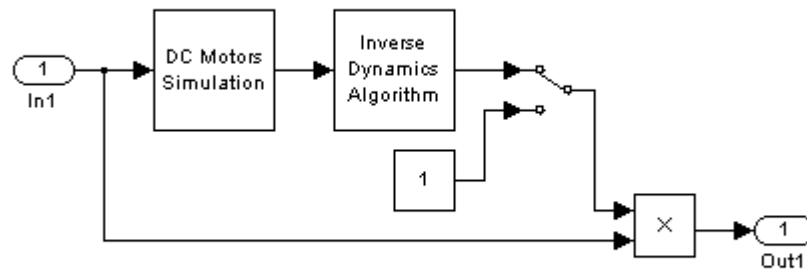 1
In1
DC Motors
Simulation
Inverse
Dynamics
Algorithm
1
×
1
Out1